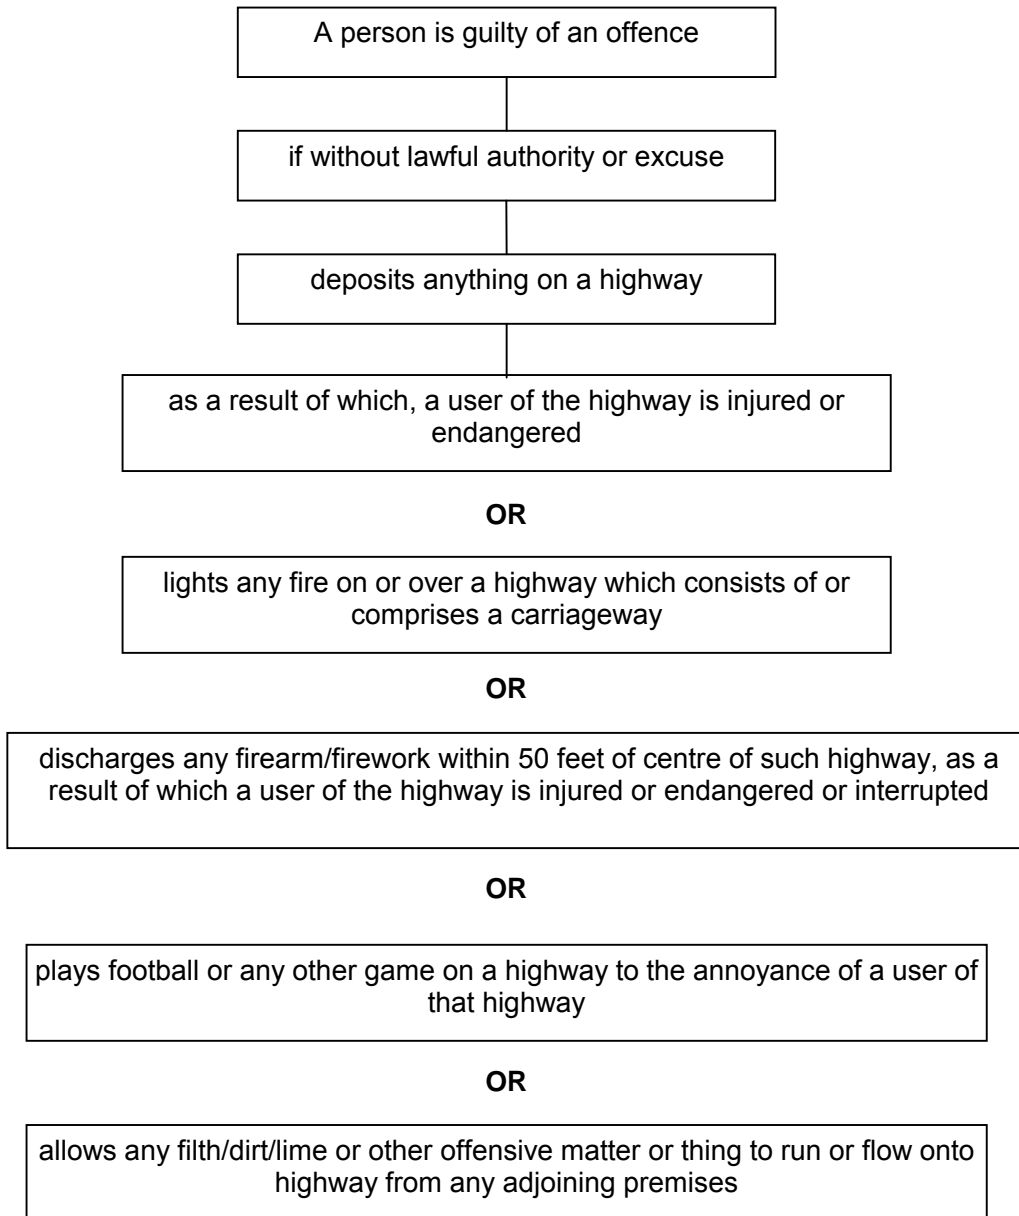 A person is guilty of an offence
if without lawful authority or excuse
deposits anything on a highway
as a result of which, a user of the highway is injured or
endangered
OR
lights any fire on or over a highway which consists of or
comprises a carriageway
OR
discharges any firearm/firework within 50 feet of centre of such highway, as a
result of which a user of the highway is injured or endangered or interrupted
OR
plays football or any other game on a highway to the annoyance of a user of
that highway
OR
allows any filth/dirt/lime or other offensive matter or thing to run or flow onto
highway from any adjoining premises